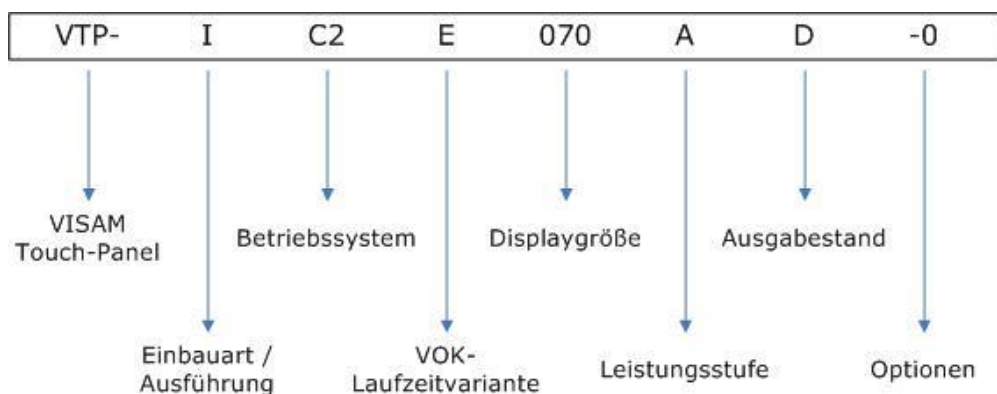 VTP- I C2 E 070 A D -0
VISAM
Touch-Panel
Betriebssystem
Displaygröße
Ausgabestand
Einbauart /
Ausführung
VOK-
Laufzeitvariante
Leistungsstufe
Optionen